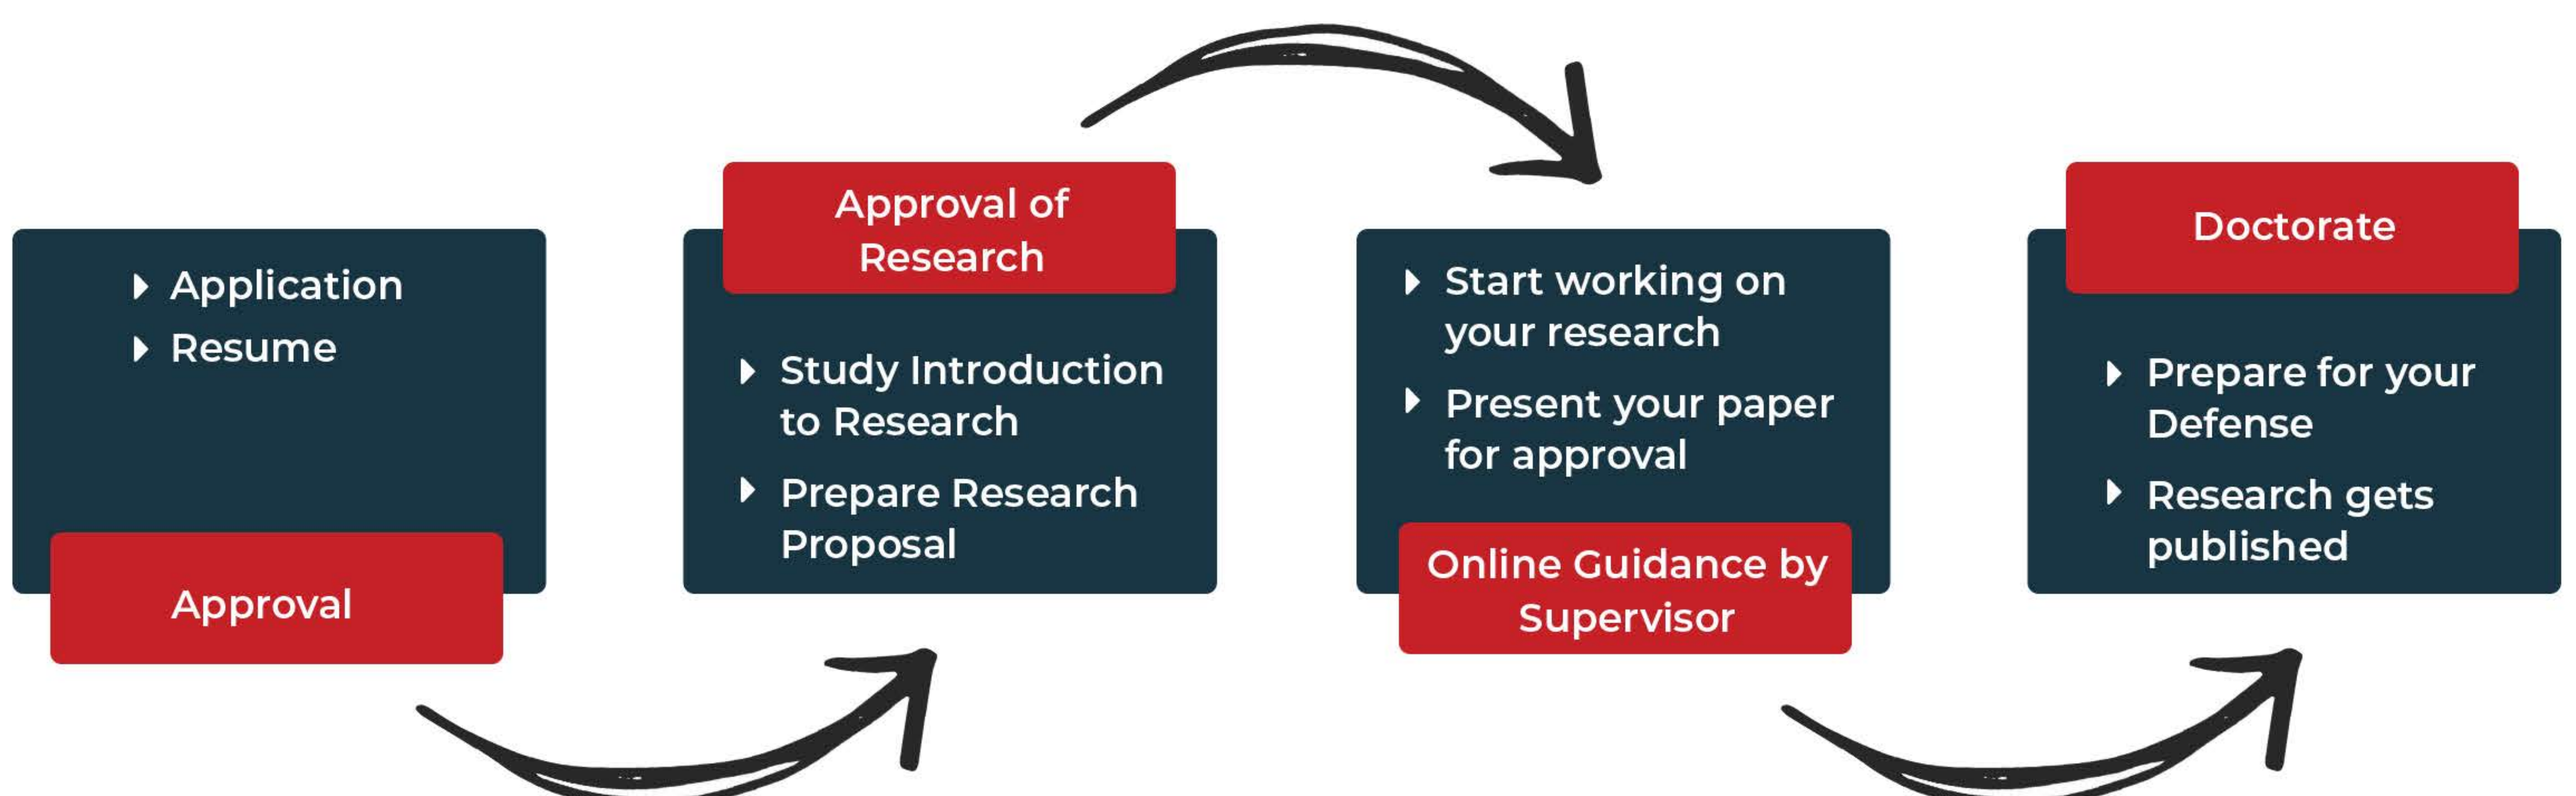 Application
Resume
Approval
Approval of
Research
Study Introduction
to Research
Prepare Research
Proposal
Start working on
your research
Present your paper
for approval
Online Guidance by
Supervisor
Doctorate
Prepare for your
Defense
Research gets
published